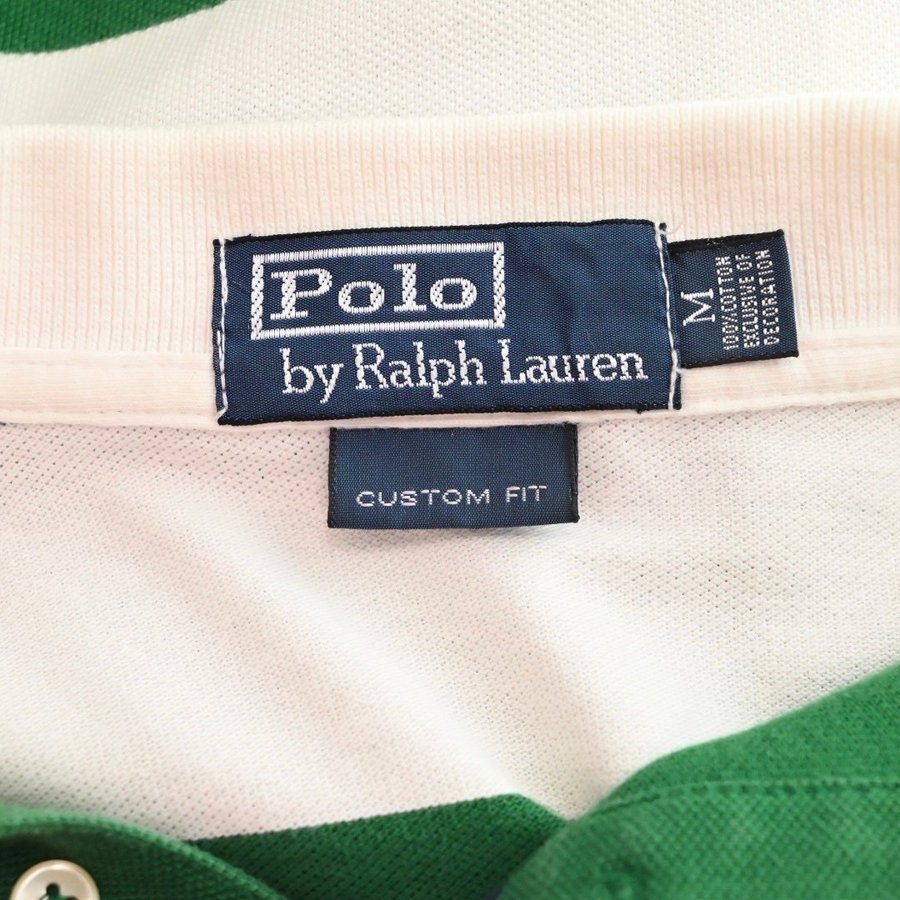 Polo
by Ralph Lauren
M
100% COTTON
EXCLUSIVE OF
DECORATION
CUSTOM FIT